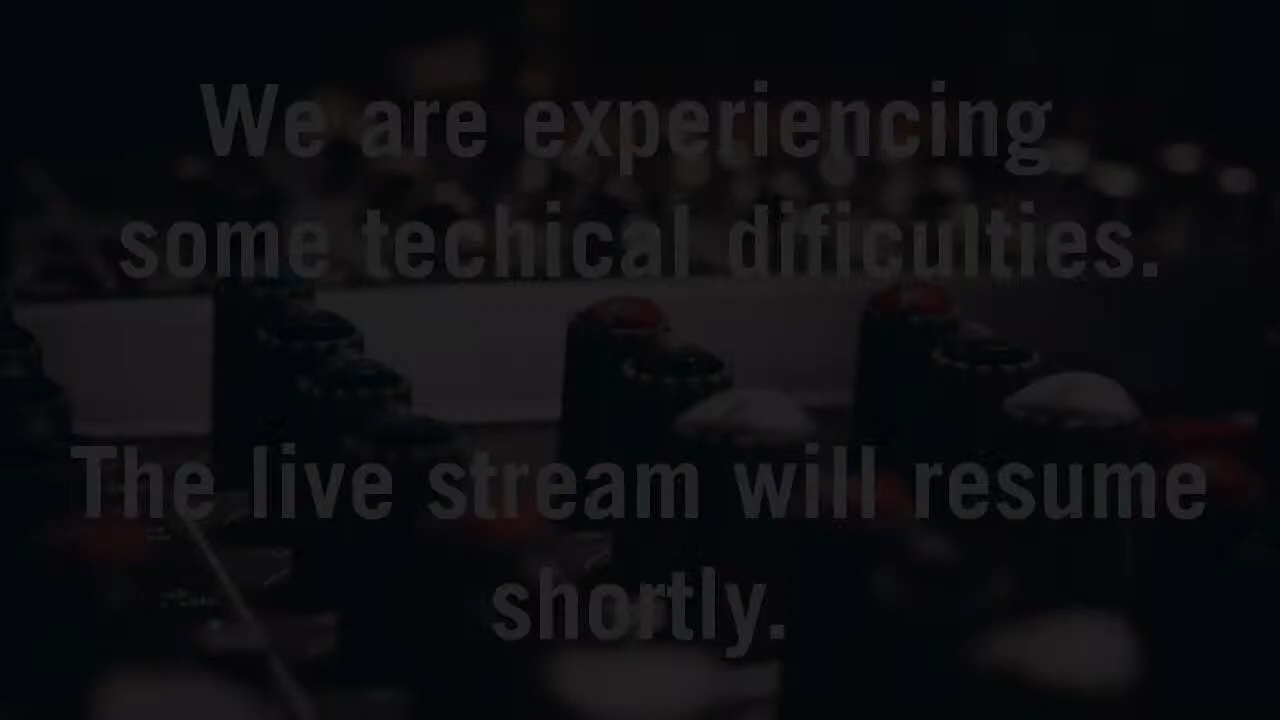 We are experiencing
some techical dificulties.
The live stream will resume
shortly.